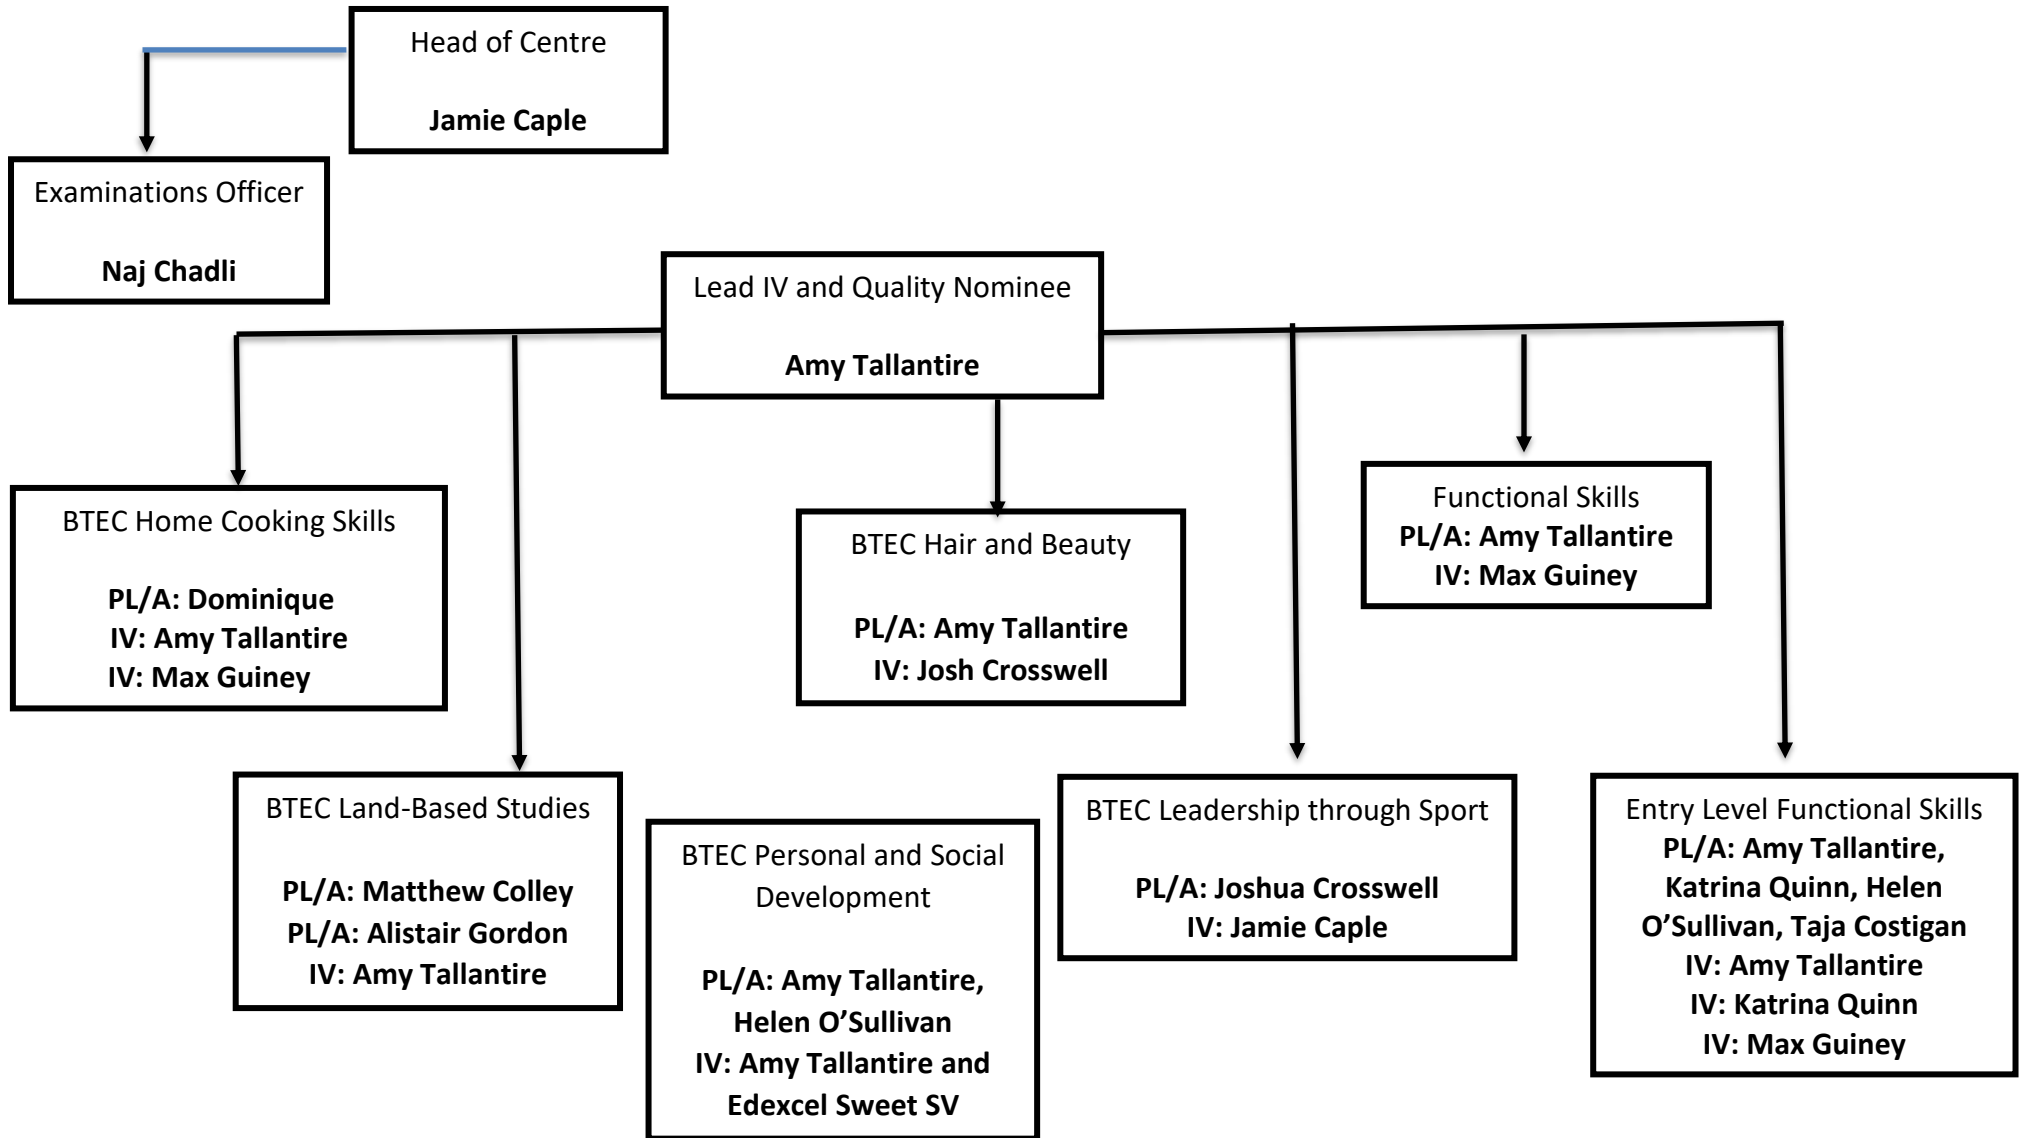 Head of Centre
Jamie Caple
Examinations Officer
Naj Chadli
Lead IV and Quality Nominee
Amy Tallantire
BTEC Home Cooking Skills
PL/A: Dominique
IV: Amy Tallantire
IV: Max Guiney
BTEC Hair and Beauty
PL/A: Amy Tallantire
IV: Josh Crosswell
Functional Skills
PL/A: Amy Tallantire
IV: Max Guiney
BTEC Land-Based Studies
PL/A: Matthew Colley
PL/A: Alistair Gordon
IV: Amy Tallantire
BTEC Personal and Social
Development
PL/A: Amy Tallantire,
Helen O’Sullivan
IV: Amy Tallantire and
Edexcel Sweet SV
BTEC Leadership through Sport
PL/A: Joshua Crosswell
IV: Jamie Caple
Entry Level Functional Skills
PL/A: Amy Tallantire,
Katrina Quinn, Helen
O’Sullivan, Taja Costigan
IV: Amy Tallantire
IV: Katrina Quinn
IV: Max Guiney